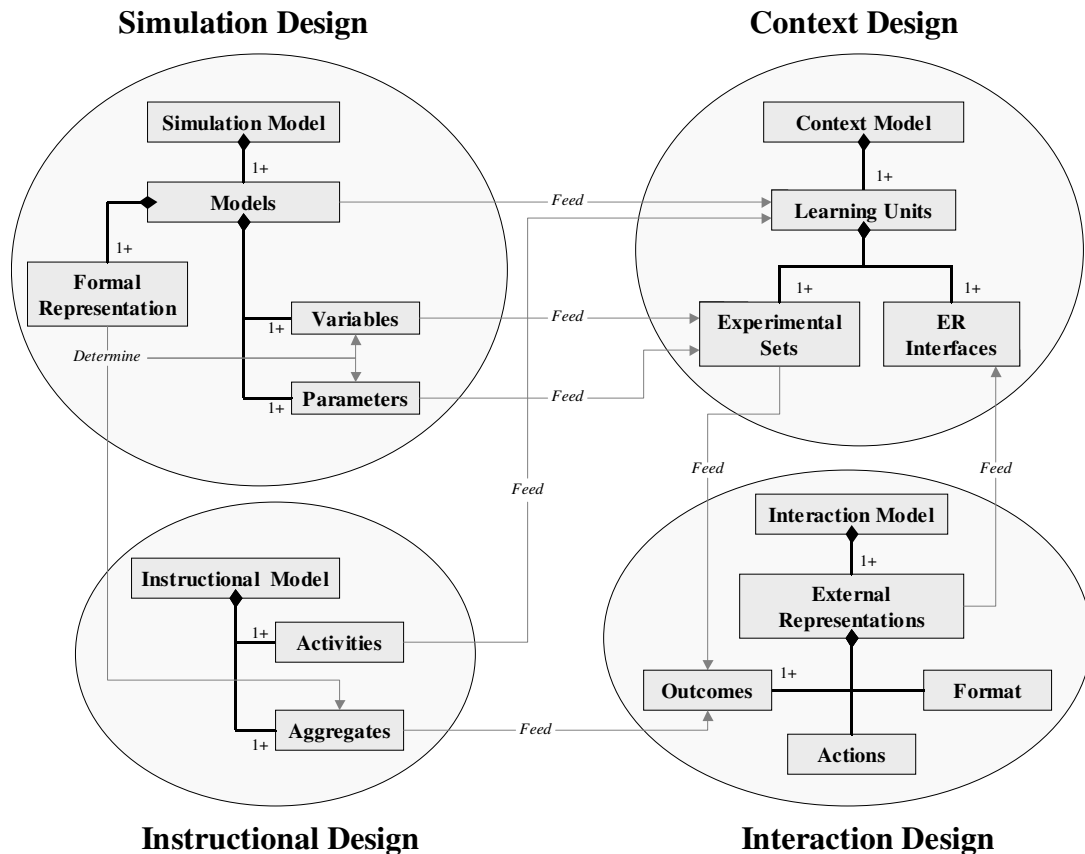 Simulation Design
Context Design
Simulation Model
1+
Models
1+
Formal
Representation
1+
Variables
Determine
1+
Parameters
Feed
Feed
Feed
Context Model
1+
Learning Units
1+
1+
Experimental
Sets
ER
Interfaces
Feed
Feed
Feed
Instructional Model
1+
Activities
1+
Aggregates
Feed
Interaction Model
1+
External
Representations
1+
Outcomes
Format
Actions
Instructional Design
Interaction Design